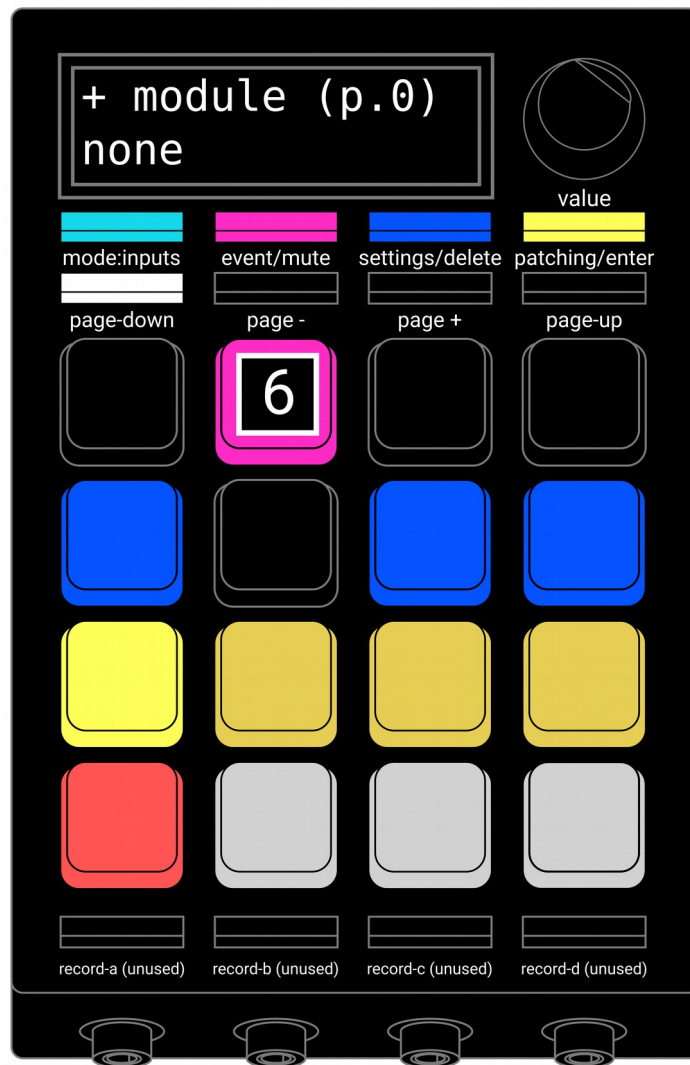 + module (p.0)
none
value
mode:inputs event/mute settings/delete patching/enter
page-down page - page + page-up
6
record-a (unused) record-b (unused) record-c (unused) record-d (unused)